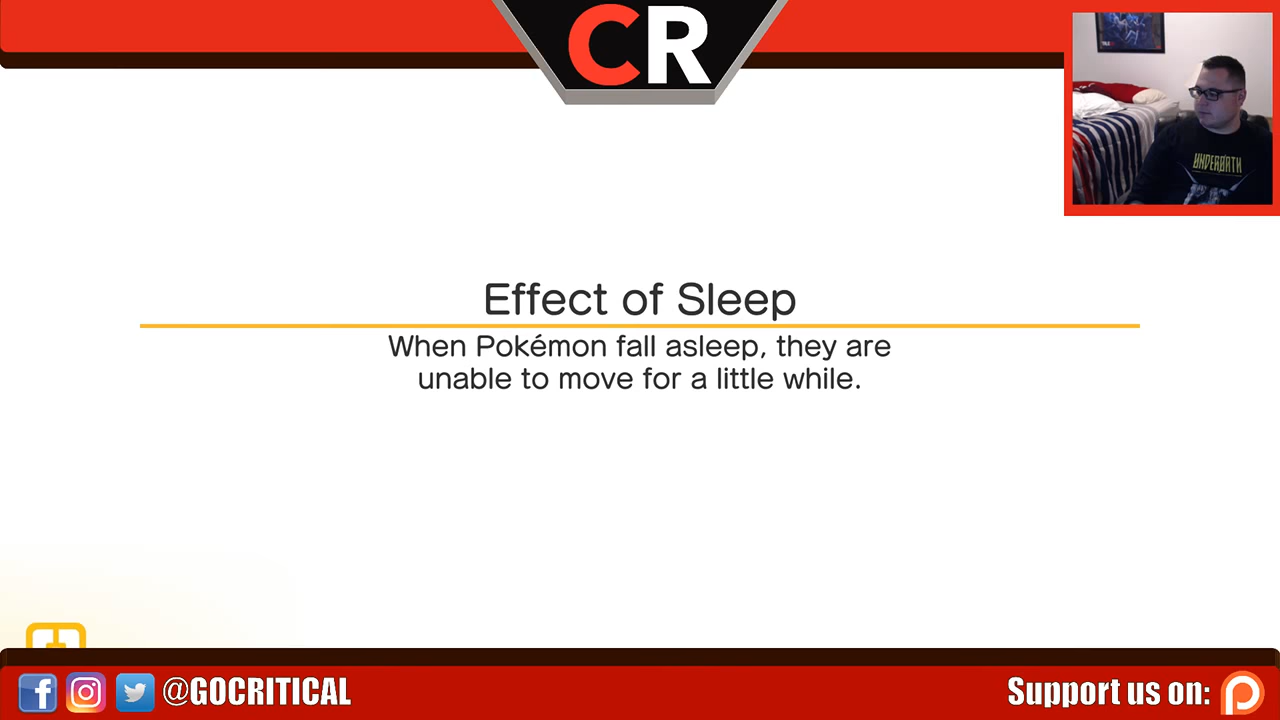 CR
UNDEROATH
Effect of Sleep
When Pokémon fall asleep, they are
unable to move for a little while.
@GOCRITICAL
Support us on: